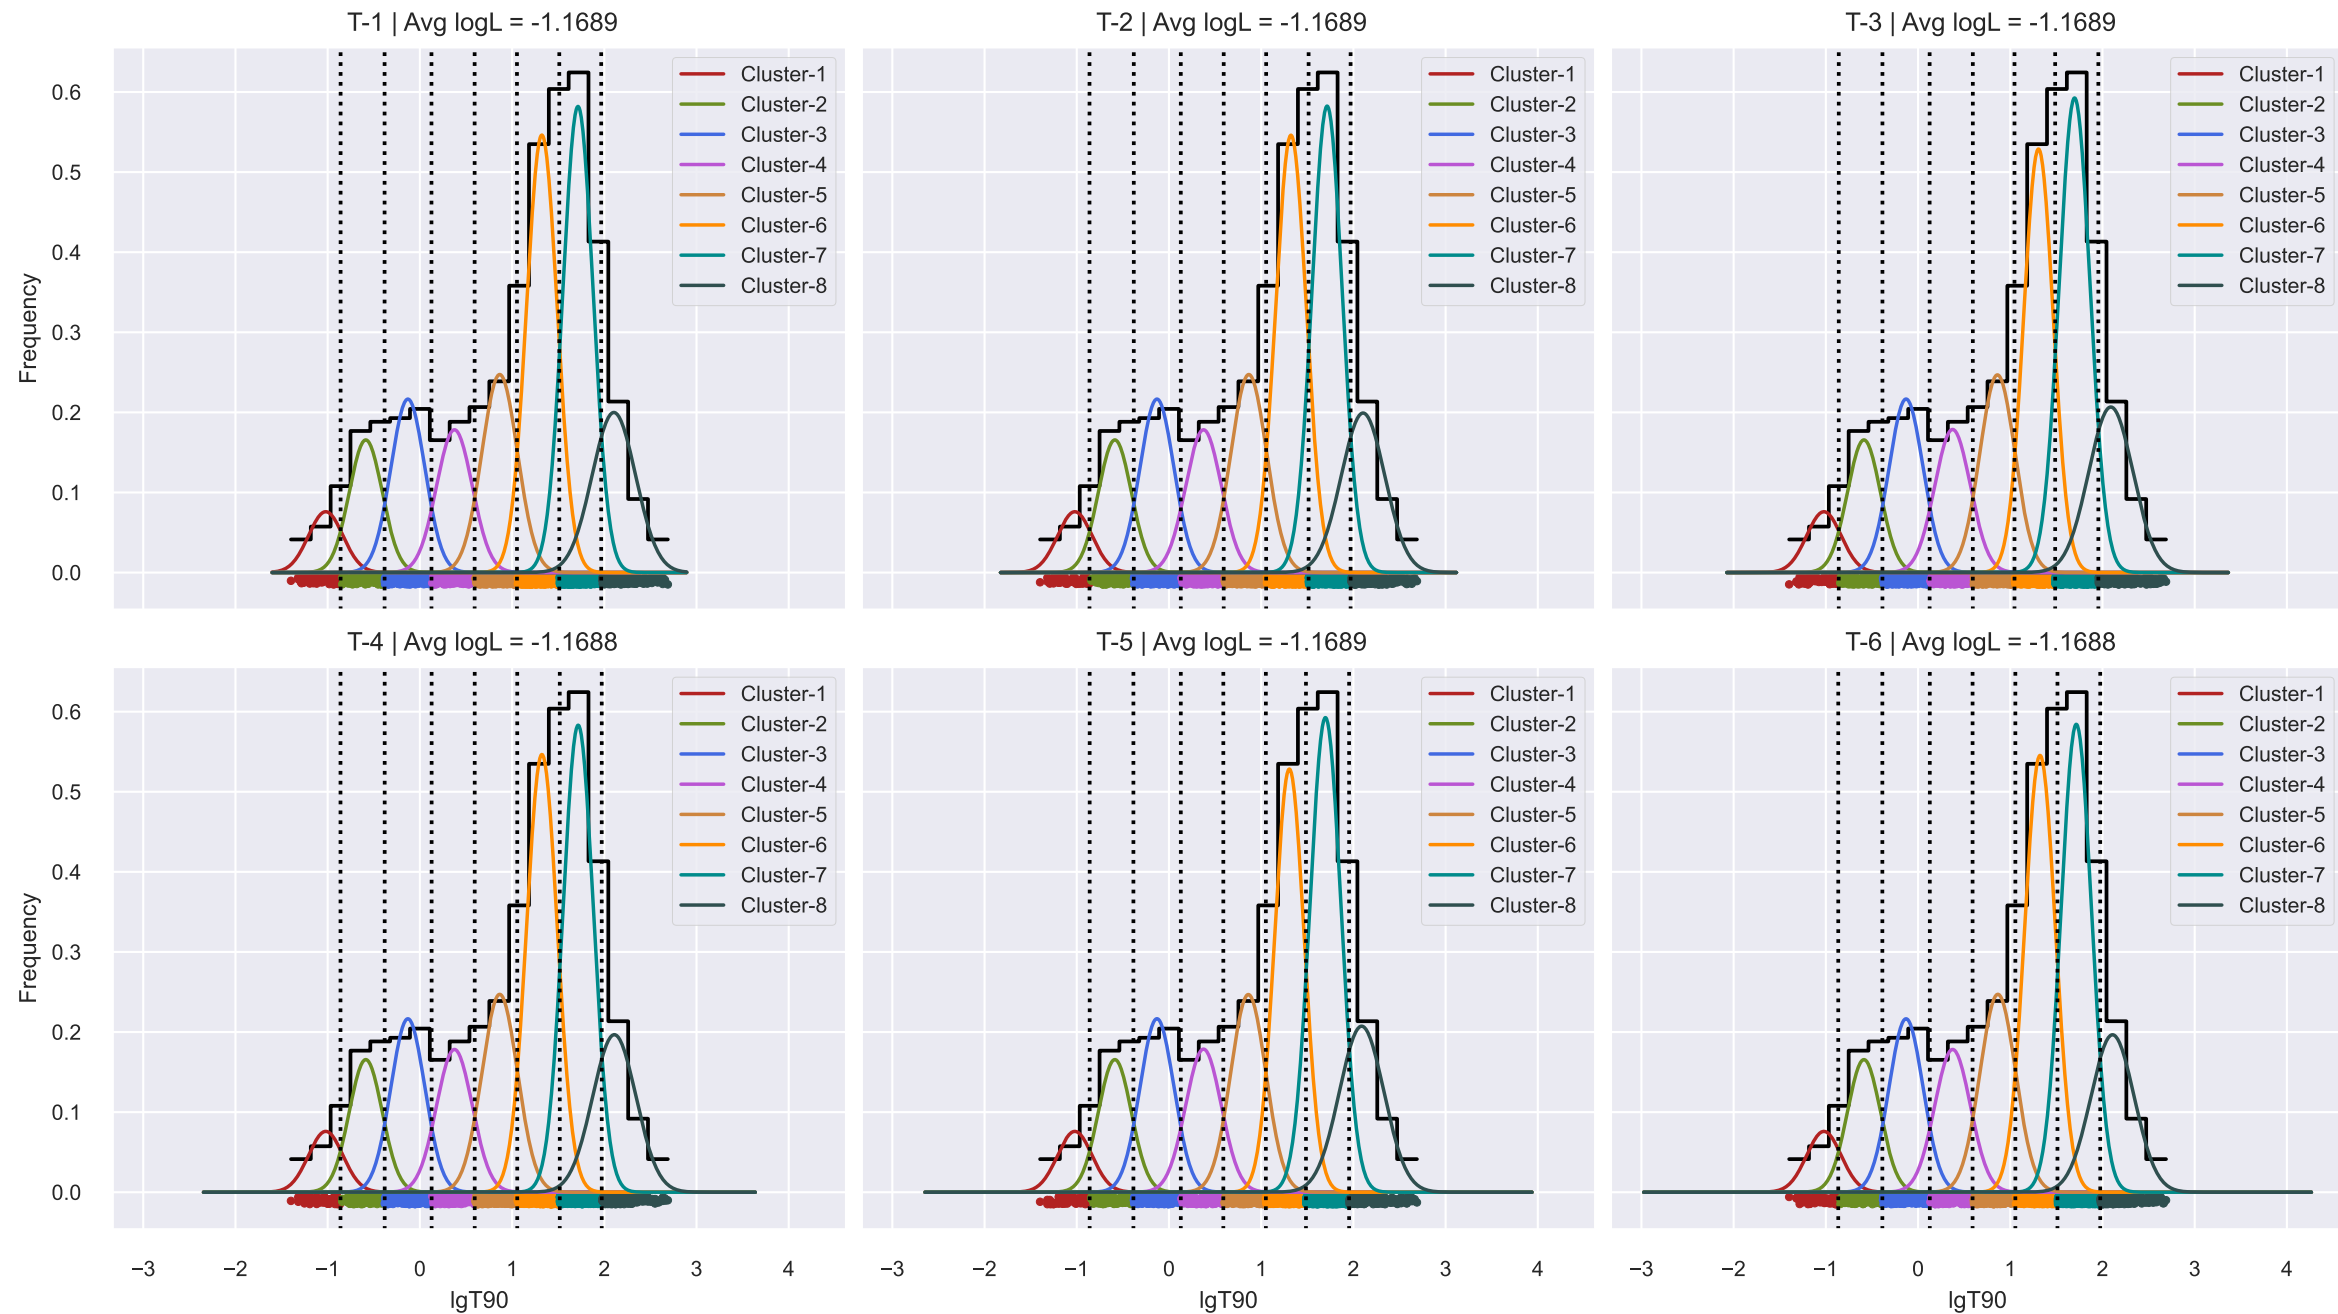 T-1 | Avg logL = -1.1689
T-2 | Avg logL = -1.1689
T-3 | Avg logL = -1.1689
Frequency
0.6
0.5
0.4
0.3
0.2
0.1
0.0
Cluster-1
Cluster-2
Cluster-3
Cluster-4
Cluster-5
Cluster-6
Cluster-7
Cluster-8
Cluster-1
Cluster-2
Cluster-3
Cluster-4
Cluster-5
Cluster-6
Cluster-7
Cluster-8
Cluster-1
Cluster-2
Cluster-3
Cluster-4
Cluster-5
Cluster-6
Cluster-7
Cluster-8
T-4 | Avg logL = -1.1688
T-5 | Avg logL = -1.1689
T-6 | Avg logL = -1.1688
Frequency
0.6
0.5
0.4
0.3
0.2
0.1
0.0
Cluster-1
Cluster-2
Cluster-3
Cluster-4
Cluster-5
Cluster-6
Cluster-7
Cluster-8
Cluster-1
Cluster-2
Cluster-3
Cluster-4
Cluster-5
Cluster-6
Cluster-7
Cluster-8
Cluster-1
Cluster-2
Cluster-3
Cluster-4
Cluster-5
Cluster-6
Cluster-7
Cluster-8
−3 −2 −1 0 1 2 3 4
−3 −2 −1 0 1 2 3 4
−3 −2 −1 0 1 2 3 4
lgT90
lgT90
lgT90